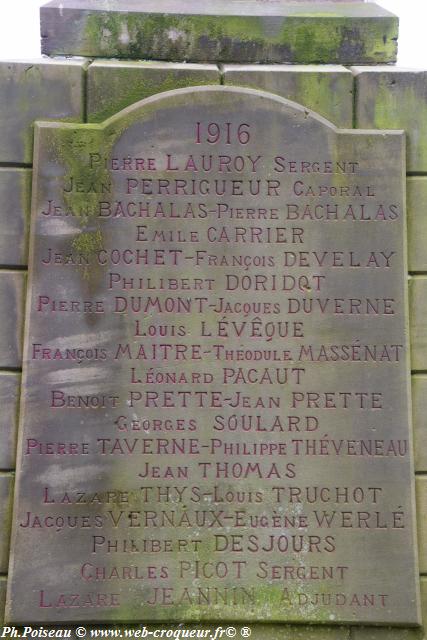 1916
PIERRE LAUROY SERGENT
JEAN PERRIGUEUR CAPORAL
JEAN BACHALAS-PIERRE BACHALAS
EMILE CARRIER
JEAN COCHET-FRANÇOIS DEVELAY
PHILIBERT DORIDOT
PIERRE DUMONT-JACQUES DUVERNE
LOUIS LÉVÊQUE
FRANÇOIS MAITRE-THÉODULE MASSÉNAT
LÉONARD PACAUT
BENOIT PRETTE-JEAN PRETTE
GEORGES SOULARD
PIERRE TAVERNE-PHILIPPE THÉVENEAU
JEAN THOMAS
LAZARE THYS-LOUIS TRUCHOT
JACQUES VERNAUX-EUGÈNE WERLÉ
PHILIBERT DESJOURS
CHARLES PICOT SERGENT
LAZARE JEANNIN ADJUDANT
Ph.Poiseau © ® www.web-croqueur.fr © ®